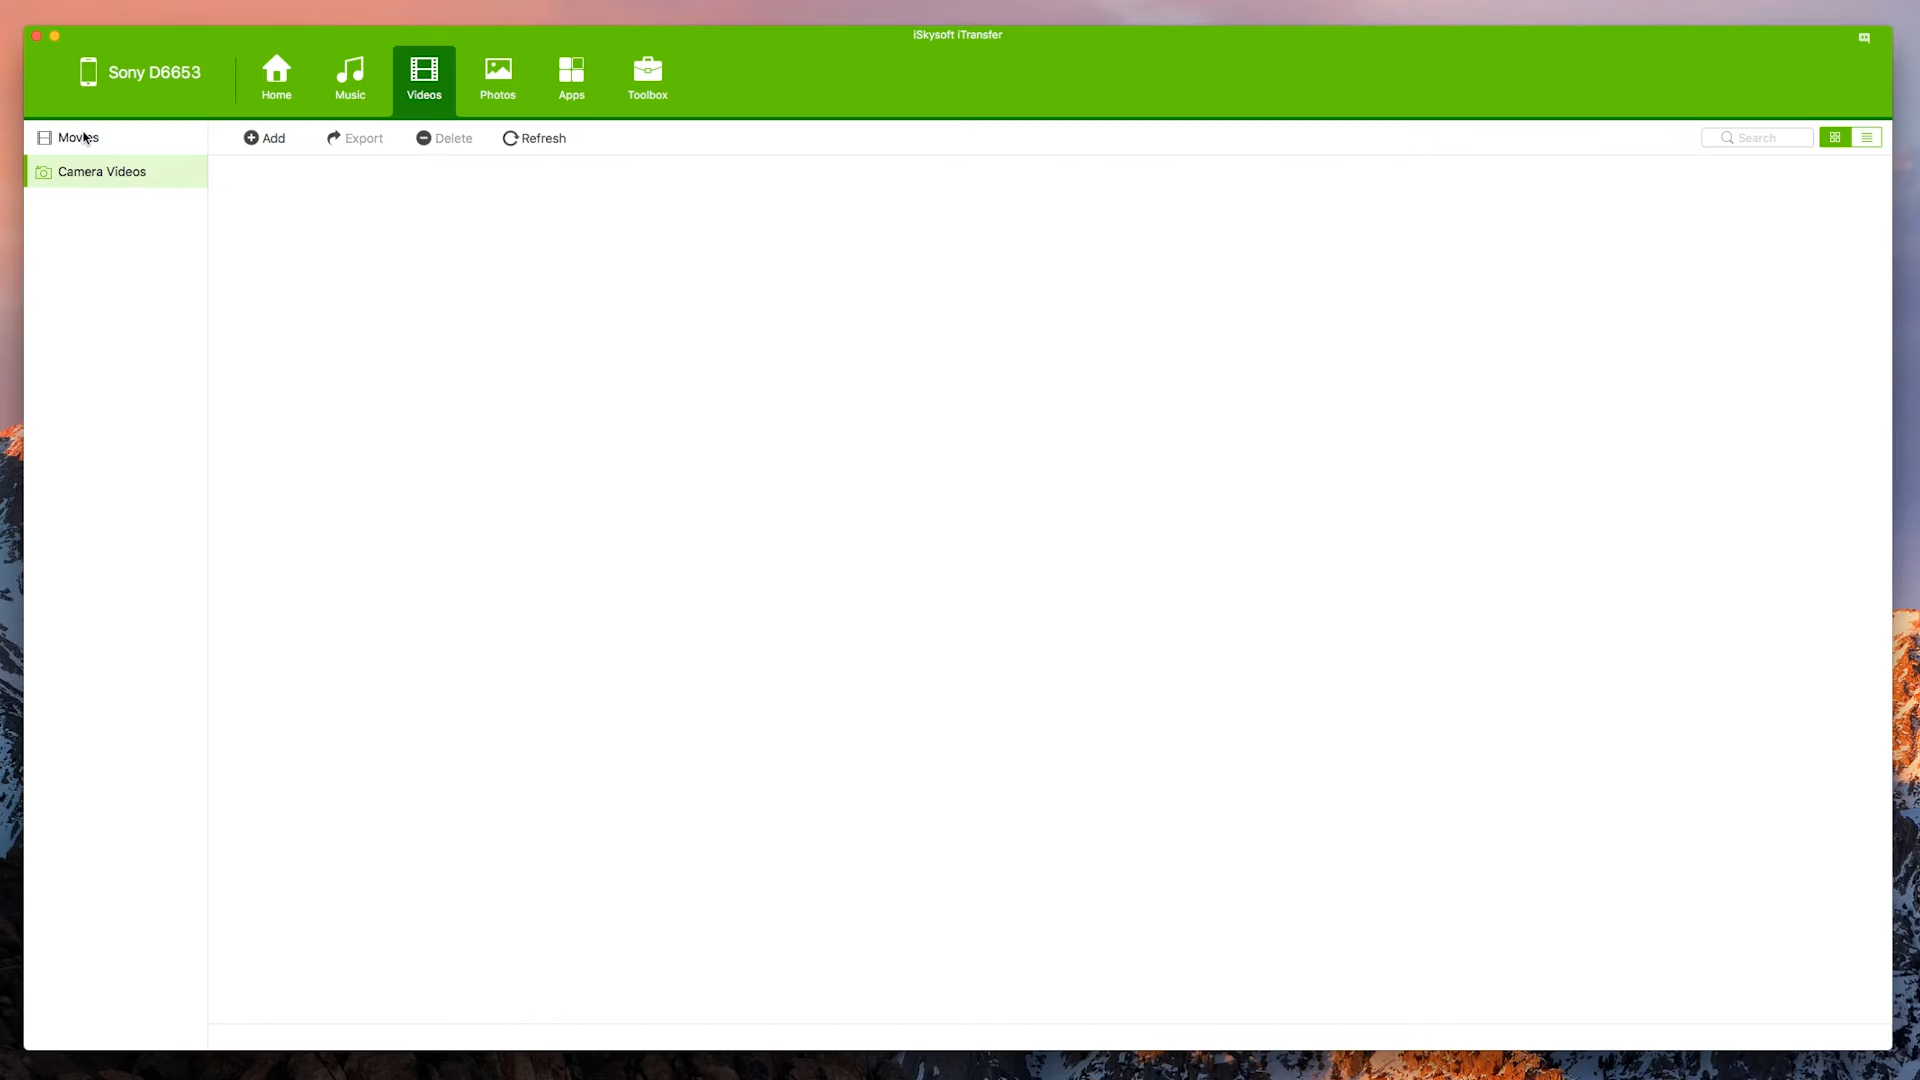 iSkysoft iTransfer
Sony D6653
Home
Music
Videos
Photos
Apps
Toolbox
Movies
Add
Export
Delete
Refresh
Search
Camera Videos